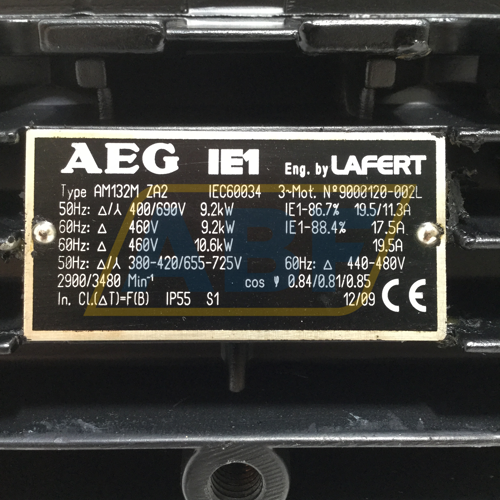 AEG IE1 Eng. by LAFERT
Type AM132M ZA2 IEC60034 3~Mot. N°9000120-002L
50Hz: Δ/⅄ 400/690V 9.2kW IE1-86.7% 19.5/11.3A
60Hz: Δ 460V 9.2kW IE1-88.4% 17.5A
60Hz: Δ 460V 10.6kW 19.5A
50Hz: Δ/⅄ 380-420/655-725V 60Hz: Δ 440-480V
2900/3480 Min⁻¹ cos φ 0.84/0.81/0.85
In. Cl.(ΔT)=F(B) IP55 S1 12/09 CE
ABF